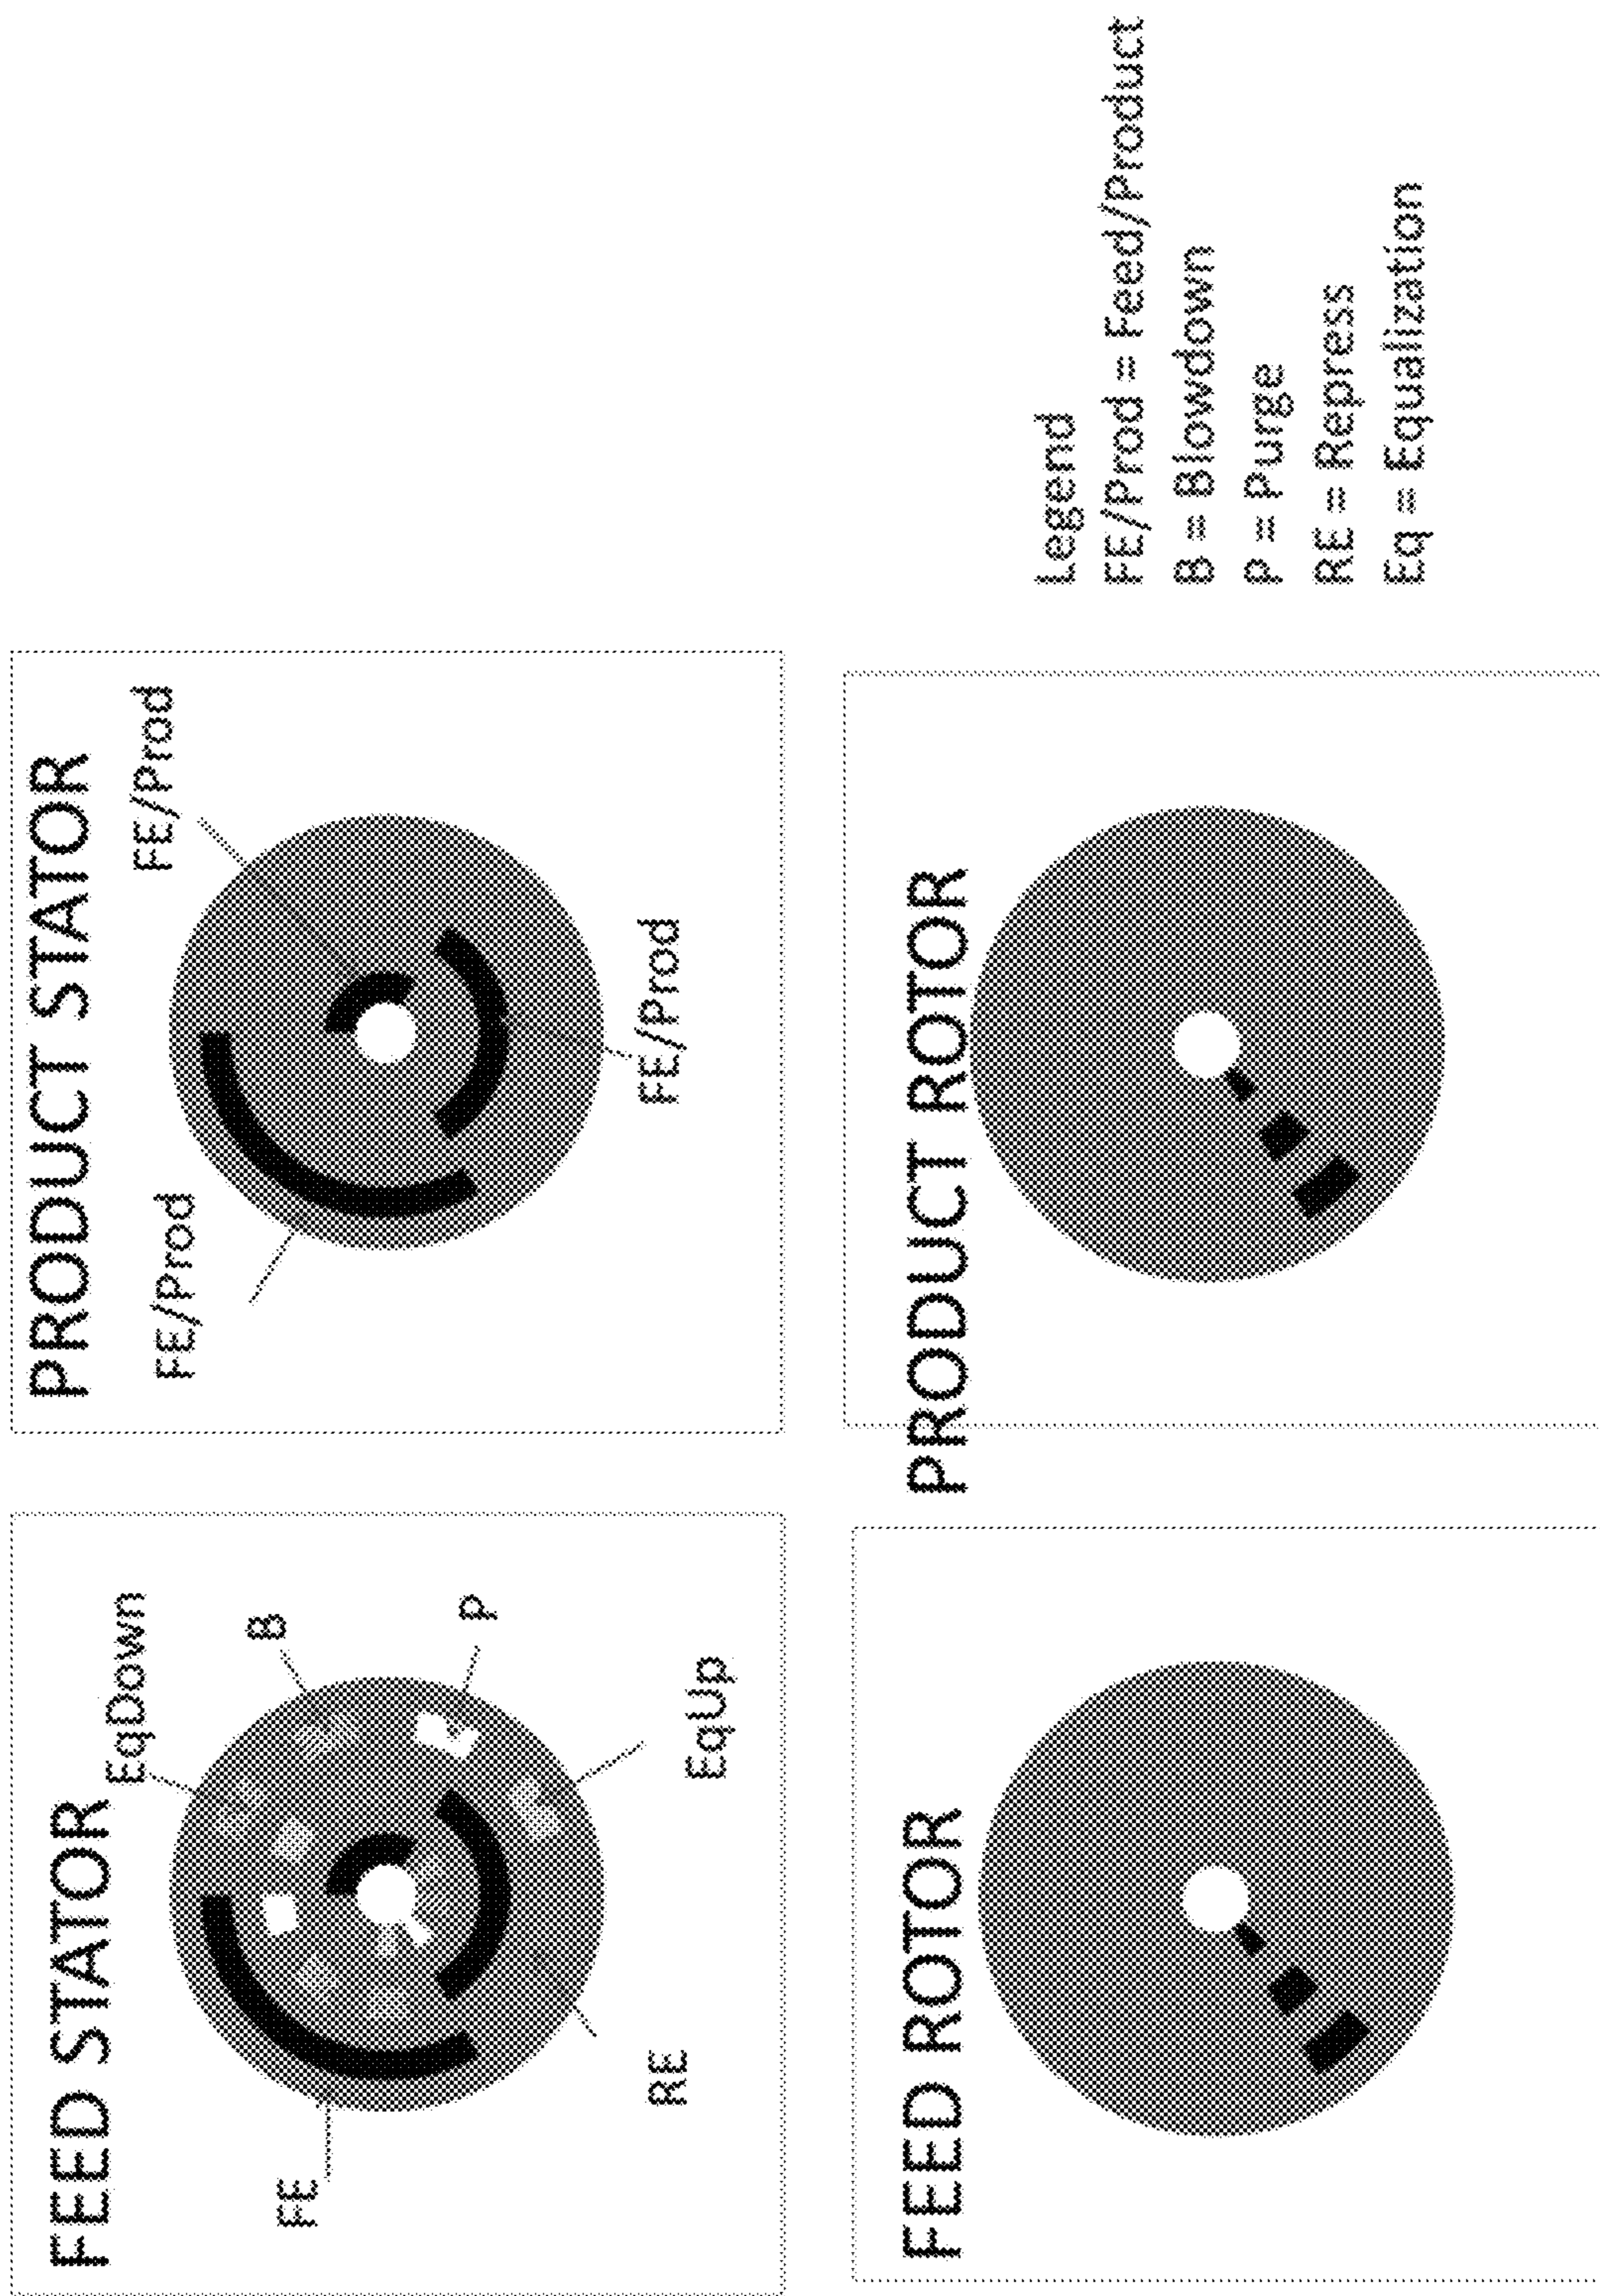 FEED STATOR
EqDown
B
P
EqUp
RE
FE
PRODUCT STATOR
FE/Prod
FE/Prod
FE/Prod
FEED ROTOR
PRODUCT ROTOR
Legend
FE/Prod = Feed/Product
B = Blowdown
P = Purge
RE = Repress
Eq = Equalization